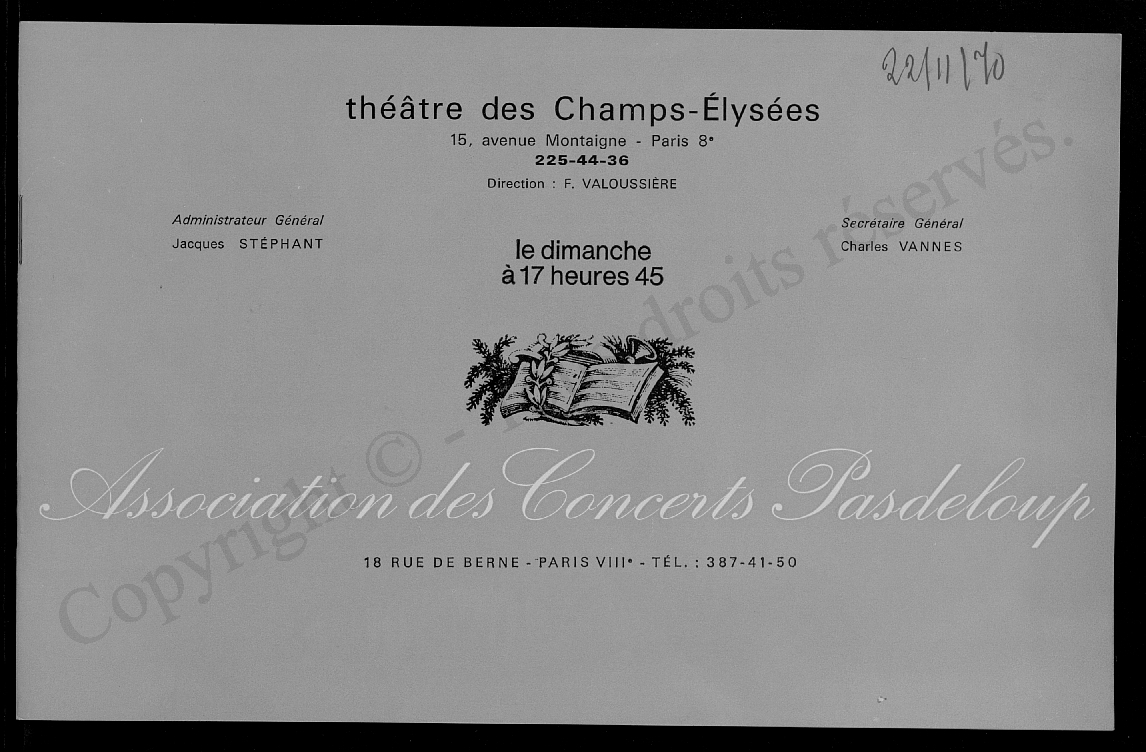 22/11/70
théâtre des Champs-Élysées
15, avenue Montaigne - Paris 8e
225-44-36
Direction : F. VALOUSSIÈRE
Administrateur Général
Jacques STÉPHANT
Secrétaire Général
Charles VANNES
le dimanche
à 17 heures 45
Association des Concerts Pasdeloup
18 RUE DE BERNE - PARIS VIIIe - TÉL. : 387-41-50
Copyright © - droits réservés.